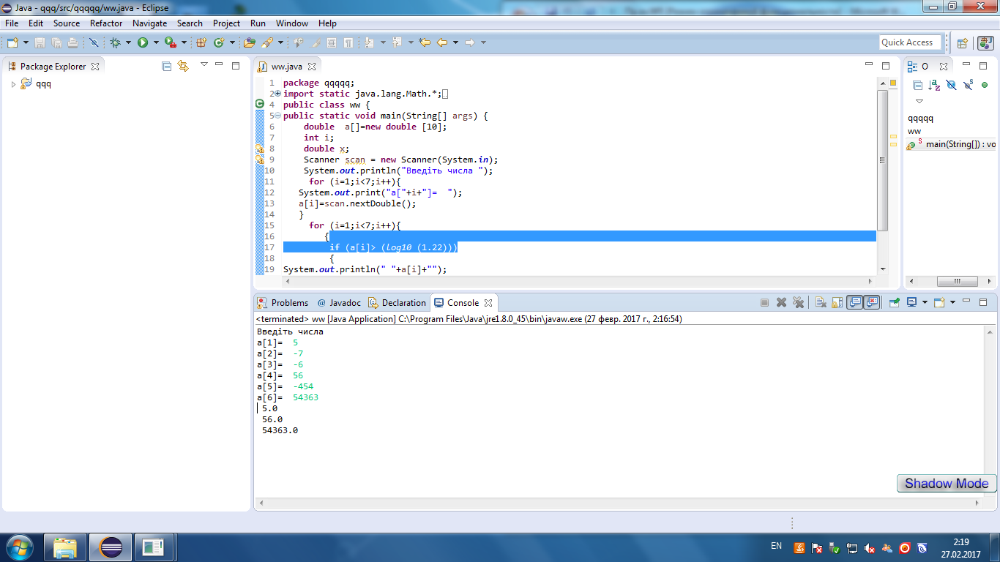 Java - qqq/src/qqqqq/ww.java - Eclipse
File Edit Source Refactor Navigate Search Project Run Window Help
Quick Access
Package Explorer
qqq
ww.java
1 package qqqqq;
2 import static java.lang.Math.*;
4 public class ww {
5 public static void main(String[] args) {
6 double  a[]=new double [10];
7 int i;
8 double x;
9 Scanner scan = new Scanner(System.in);
10 System.out.println("Введіть числа ");
11 for (i=1;i<7;i++){
12 System.out.print("a["+i+"]=  ");
13 a[i]=scan.nextDouble();
14 }
15 for (i=1;i<7;i++){
16 {
17 if (a[i]> (log10 (1.22)))
18 {
19 System.out.println(" "+a[i]+"");
O
qqqqq
ww
main(String[]) : vo
Problems @ Javadoc Declaration Console
<terminated> ww [Java Application] C:\Program Files\Java\jre1.8.0_45\bin\javaw.exe (27 февр. 2017 г., 2:16:54)
Введіть числа
a[1]=  5
a[2]=  -7
a[3]=  -6
a[4]=  56
a[5]=  -454
a[6]=  54363
5.0
56.0
54363.0
Shadow Mode
EN
2:19
27.02.2017